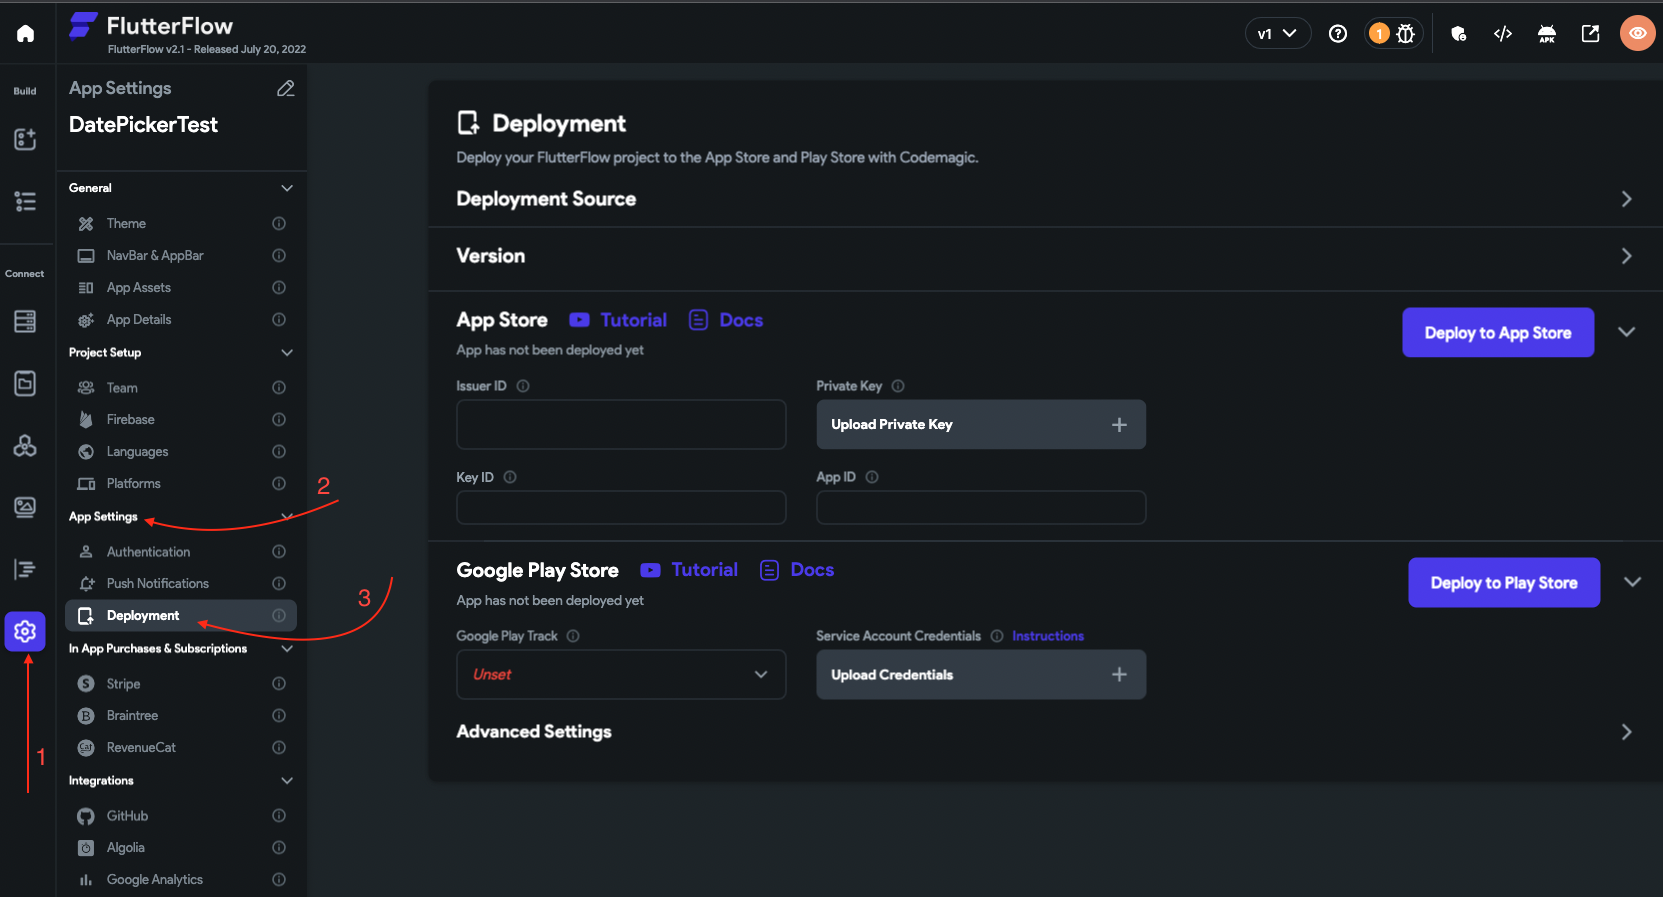 FlutterFlow
FlutterFlow v2.1 - Released July 20, 2022
v1
1
APK
Build
Connect
App Settings
DatePickerTest
General
Theme
NavBar & AppBar
App Assets
App Details
Project Setup
Team
Firebase
Languages
Platforms
2
App Settings
Authentication
Push Notifications
3
Deployment
In App Purchases & Subscriptions
Stripe
Braintree
RevenueCat
1
Integrations
GitHub
Algolia
Google Analytics
Deployment
Deploy your FlutterFlow project to the App Store and Play Store with Codemagic.
Deployment Source
Version
App Store Tutorial Docs
Deploy to App Store
App has not been deployed yet
Issuer ID Private Key
Upload Private Key
Key ID App ID
Google Play Store Tutorial Docs
Deploy to Play Store
App has not been deployed yet
Google Play Track Service Account Credentials Instructions
Unset Upload Credentials
Advanced Settings